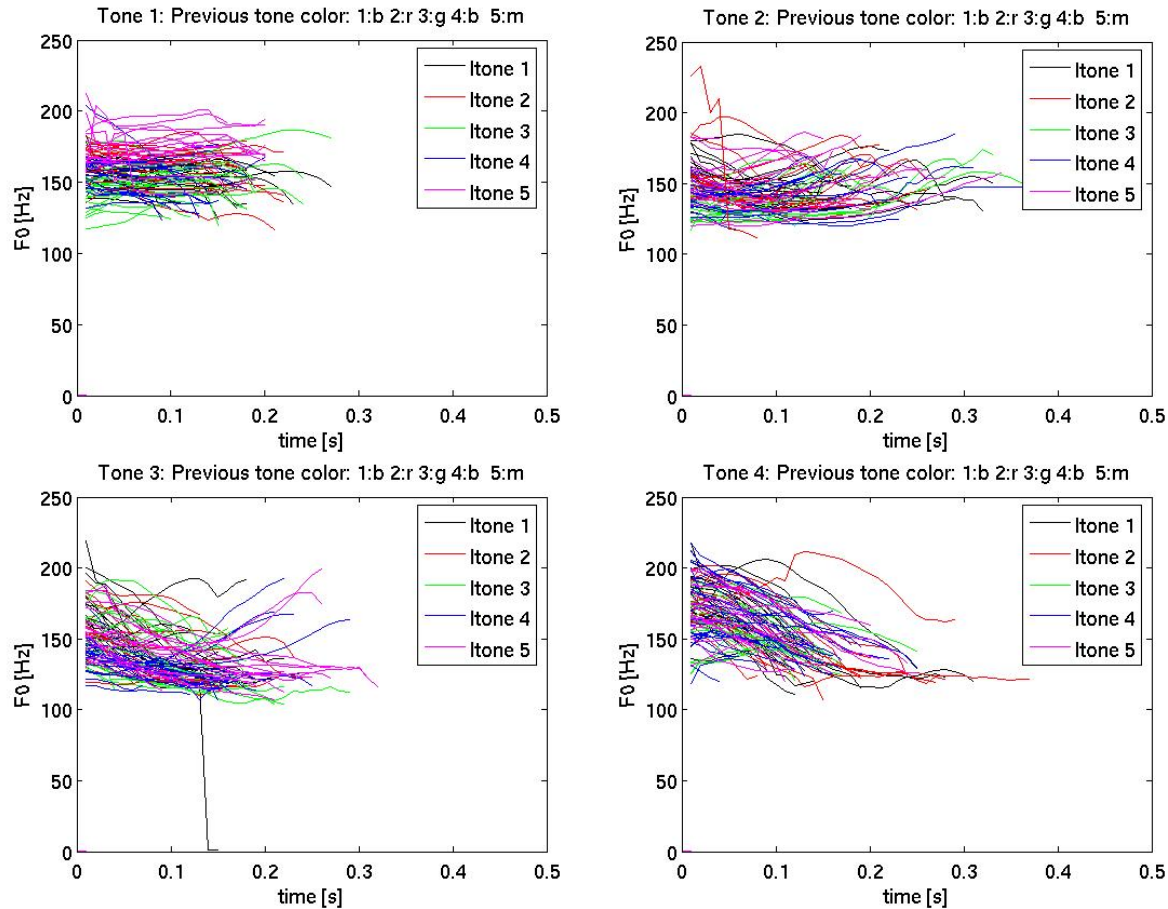 Tone 1: Previous tone color: 1:b 2:r 3:g 4:b 5:m
250
200
150
100
50
0
F0 [Hz]
ltone 1
ltone 2
ltone 3
ltone 4
ltone 5
0 0.1 0.2 0.3 0.4 0.5
time [s]
Tone 2: Previous tone color: 1:b 2:r 3:g 4:b 5:m
250
200
150
100
50
0
F0 [Hz]
ltone 1
ltone 2
ltone 3
ltone 4
ltone 5
0 0.1 0.2 0.3 0.4 0.5
time [s]
Tone 3: Previous tone color: 1:b 2:r 3:g 4:b 5:m
250
200
150
100
50
0
F0 [Hz]
ltone 1
ltone 2
ltone 3
ltone 4
ltone 5
0 0.1 0.2 0.3 0.4 0.5
time [s]
Tone 4: Previous tone color: 1:b 2:r 3:g 4:b 5:m
250
200
150
100
50
0
F0 [Hz]
ltone 1
ltone 2
ltone 3
ltone 4
ltone 5
0 0.1 0.2 0.3 0.4 0.5
time [s]